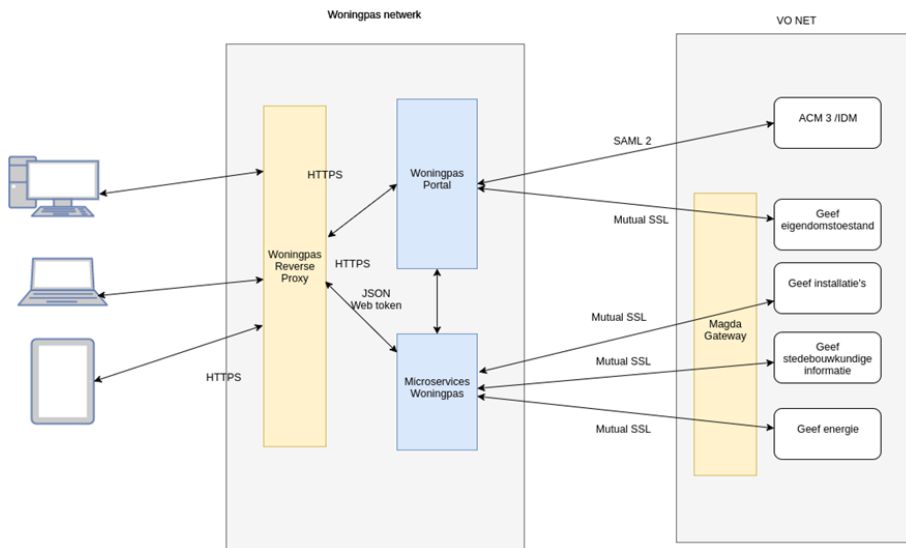 Woningpas netwerk
VO NET
ACM 3 /IDM
SAML 2
HTTPS
Woningpas
Portal
Mutual SSL
Geef
eigendomstoestand
Woningpas
Reverse
Proxy
HTTPS
JSON
Web token
Geef installatie's
Mutual SSL
Magda
Gateway
Geef
stedebouwkundige
informatie
Mutual SSL
HTTPS
Microservices
Woningpas
Mutual SSL
Geef energie